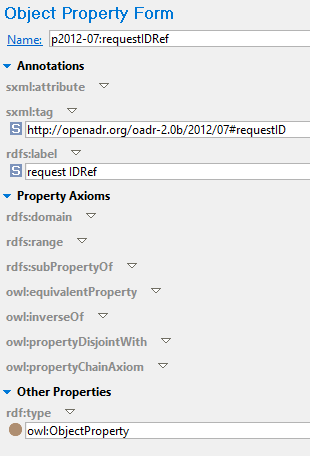 Object Property Form
Name: p2012-07:requestIDRef
Annotations
sxml:attribute
sxml:tag
S http://openadr.org/oadr-2.0b/2012/07#requestID
rdfs:label
S request IDRef
Property Axioms
rdfs:domain
rdfs:range
rdfs:subPropertyOf
owl:equivalentProperty
owl:inverseOf
owl:propertyDisjointWith
owl:propertyChainAxiom
Other Properties
rdf:type
owl:ObjectProperty